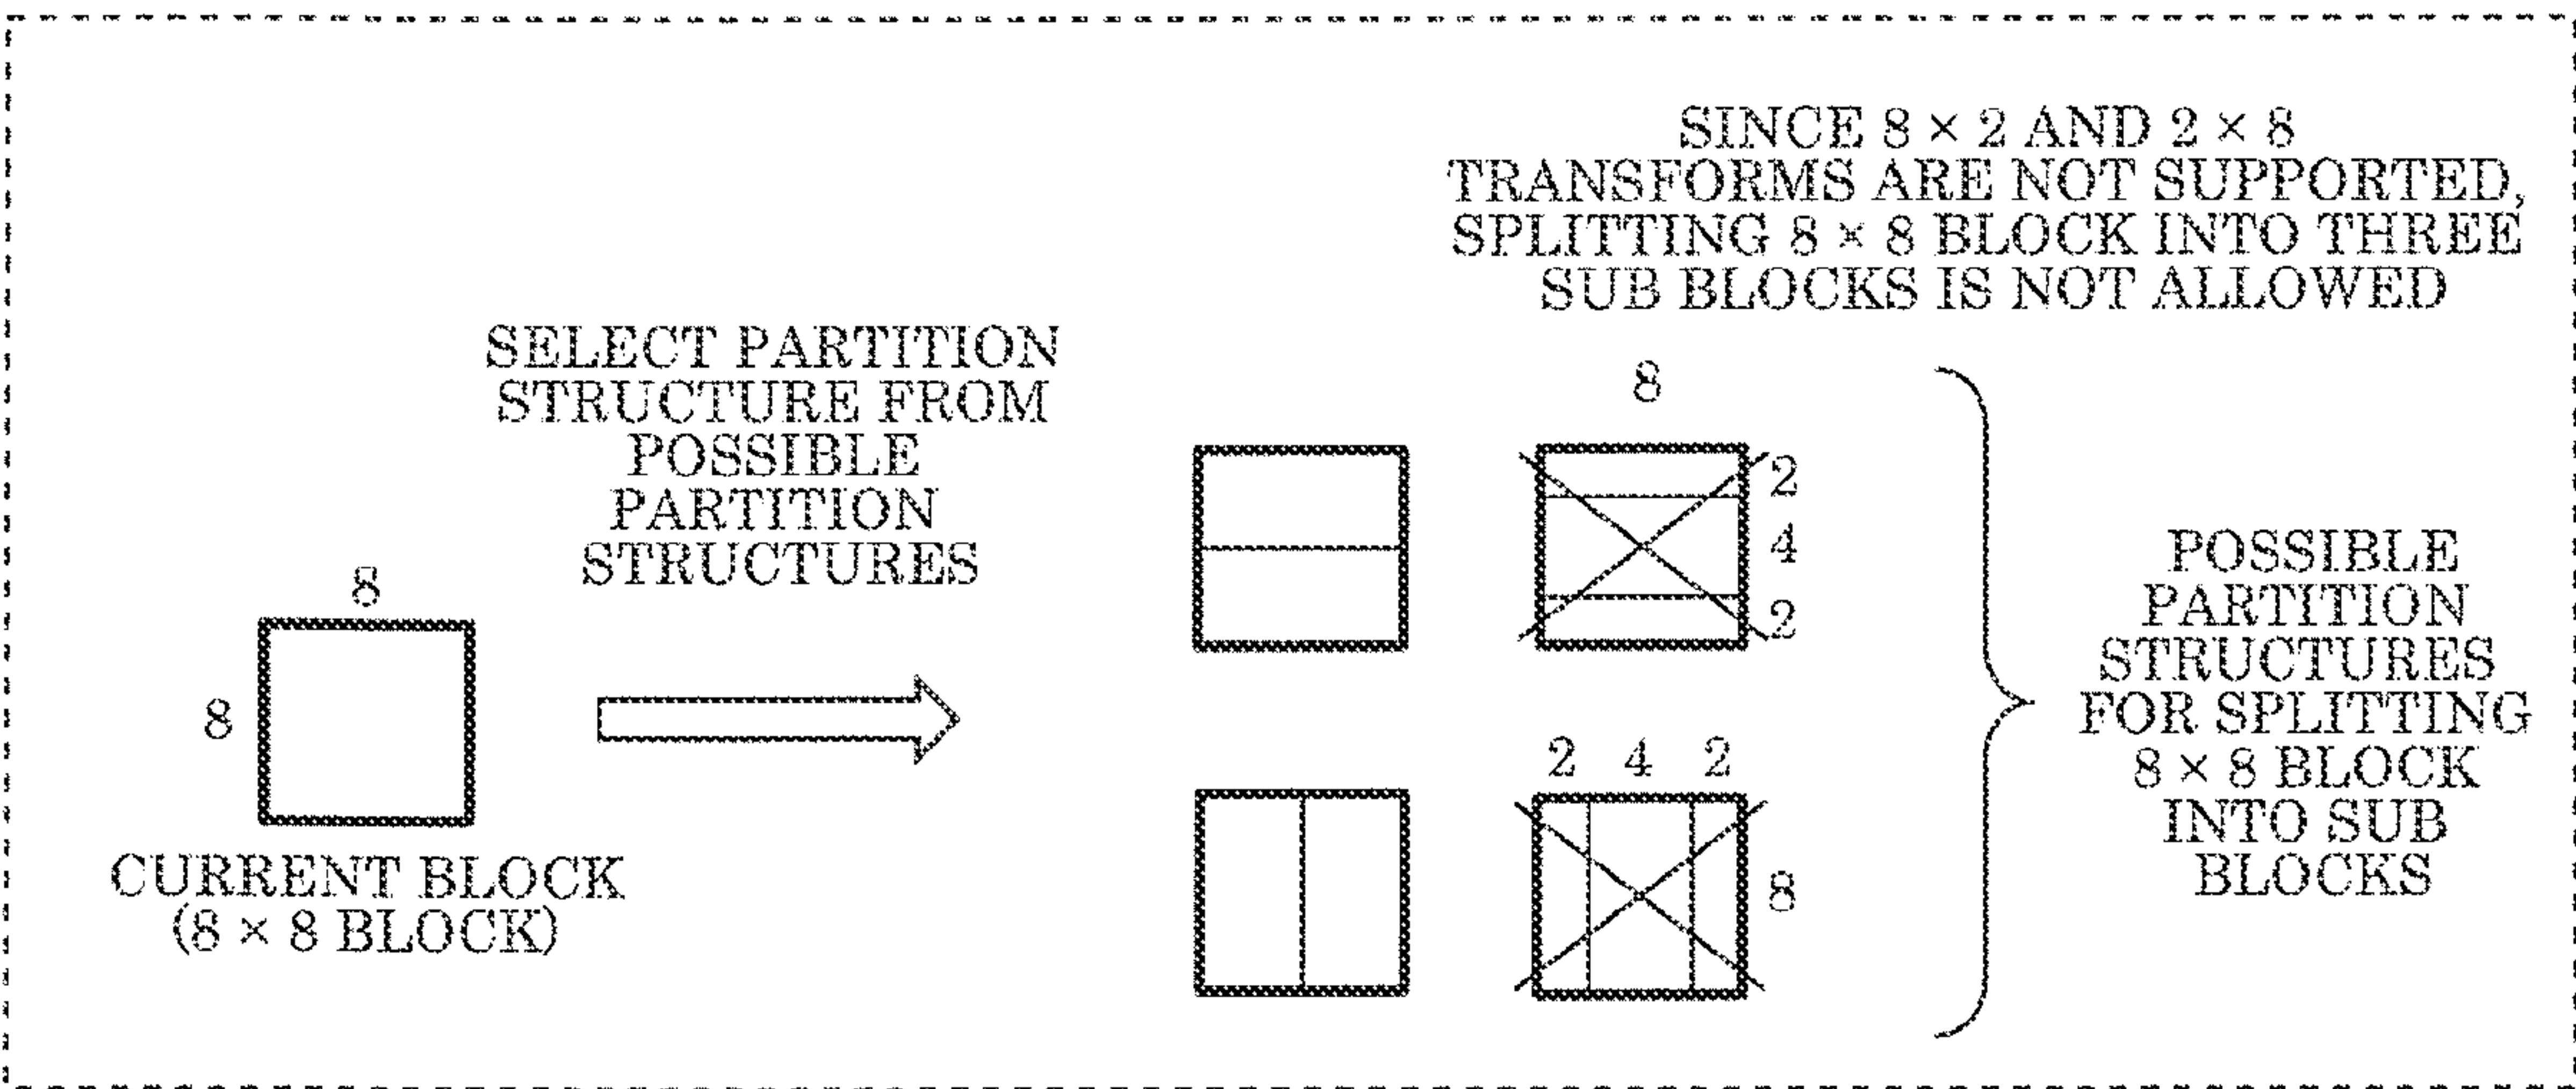 SINCE 8 × 2 AND 2 × 8
TRANSFORMS ARE NOT SUPPORTED,
SPLITTING 8 × 8 BLOCK INTO THREE
SUB BLOCKS IS NOT ALLOWED
SELECT PARTITION
STRUCTURE FROM
POSSIBLE
PARTITION
STRUCTURES
8
8
CURRENT BLOCK
(8 × 8 BLOCK)
8
2
4
2
2 4 2
8
POSSIBLE
PARTITION
STRUCTURES
FOR SPLITTING
8 × 8 BLOCK
INTO SUB
BLOCKS